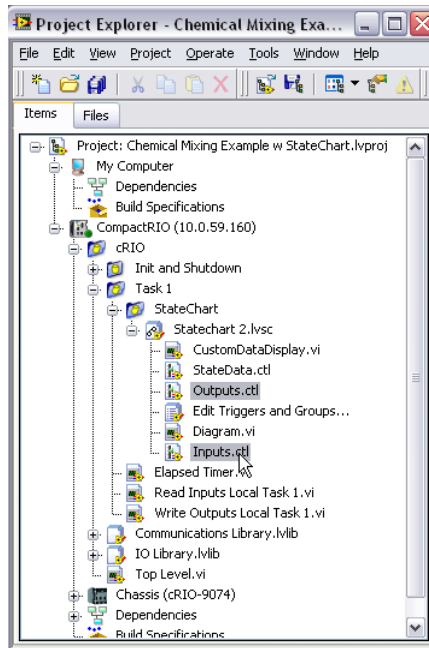 Project Explorer - Chemical Mixing Exa...
File Edit View Project Operate Tools Window Help
Items Files
Project: Chemical Mixing Example w StateChart.lvproj
My Computer
Dependencies
Build Specifications
CompactRIO (10.0.59.160)
cRIO
Init and Shutdown
Task 1
StateChart
Statechart 2.lvsc
CustomDataDisplay.vi
StateData.ctl
Outputs.ctl
Edit Triggers and Groups...
Diagram.vi
Inputs.ctl
Elapsed Timer.vi
Read Inputs Local Task 1.vi
Write Outputs Local Task 1.vi
Communications Library.lvlib
IO Library.lvlib
Top Level.vi
Chassis (cRIO-9074)
Dependencies
Build Specifications